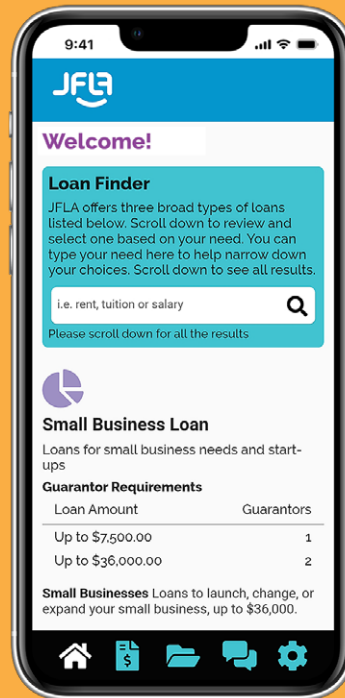 9:41
JFLA
Welcome!
Loan Finder
JFLA offers three broad types of loans
listed below. Scroll down to review and
select one based on your need. You can
type your need here to help narrow down
your choices. Scroll down to see all results.
i.e. rent, tuition or salary
Please scroll down for all the results
Small Business Loan
Loans for small business needs and start-
ups
Guarantor Requirements
Loan Amount Guarantors
Up to $7,500.00 1
Up to $36,000.00 2
Small Businesses Loans to launch, change, or
expand your small business, up to $36,000.
$